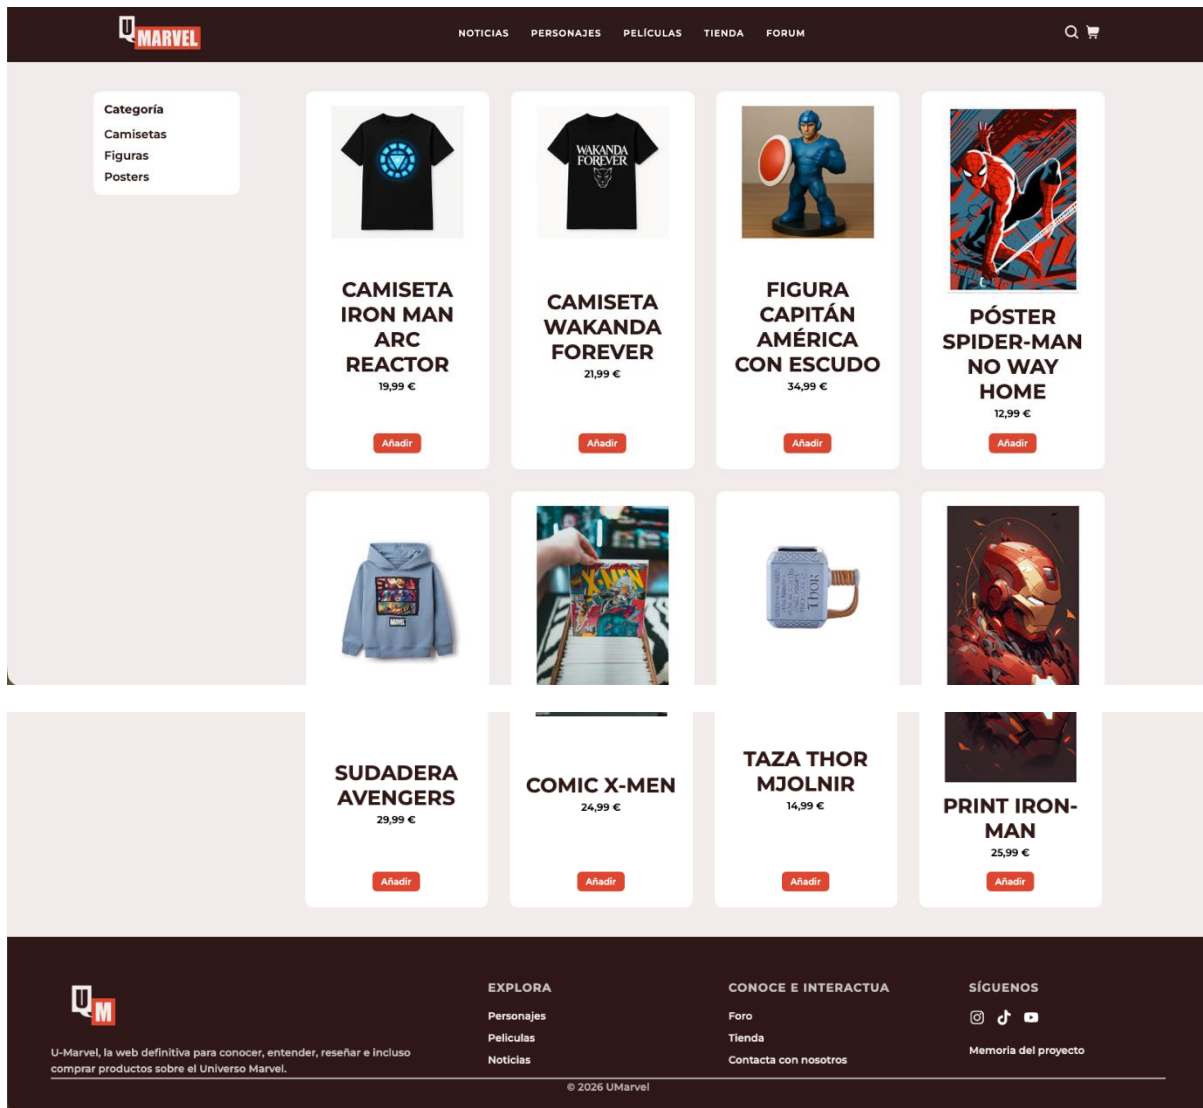 U MARVEL
NOTICIAS PERSONAJES PELÍCULAS TIENDA FORUM
Categoría
Camisetas
Figuras
Posters
WAKANDA
FOREVER
CAMISETA
IRON MAN
ARC
REACTOR
19,99 €
Añadir
CAMISETA
WAKANDA
FOREVER
21,99 €
Añadir
FIGURA
CAPITÁN
AMÉRICA
CON ESCUDO
34,99 €
Añadir
PÓSTER
SPIDER-MAN
NO WAY
HOME
12,99 €
Añadir
MARVEL
X-MEN
THOR
SUDADERA
AVENGERS
29,99 €
Añadir
COMIC X-MEN
24,99 €
Añadir
TAZA THOR
MJOLNIR
14,99 €
Añadir
PRINT IRON-
MAN
25,99 €
Añadir
U M
U-Marvel, la web definitiva para conocer, entender, reseñar e incluso
comprar productos sobre el Universo Marvel.
EXPLORA
Personajes
Peliculas
Noticias
CONOCE E INTERACTUA
Foro
Tienda
Contacta con nosotros
SÍGUENOS
Memoria del proyecto
© 2026 UMarvel